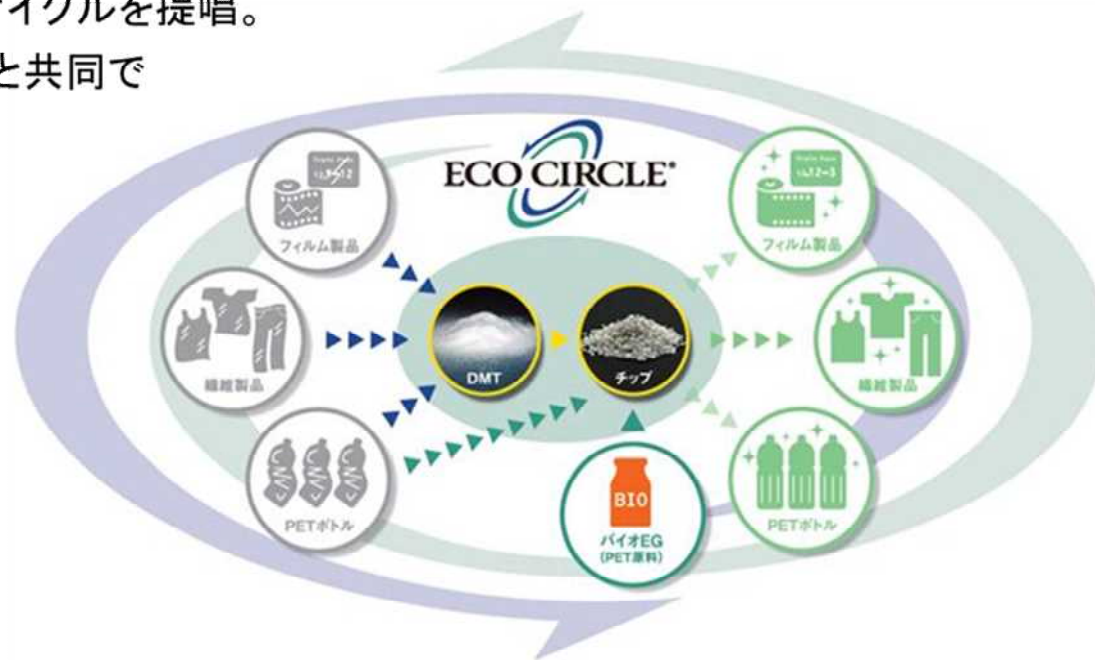 イクルを提唱。
と共同で
ECO CIRCLE®
フィルム製品
フィルム製品
繊維製品
DMT
チップ
繊維製品
PETボトル
BIO
バイオEG
(PET原料)
PETボトル